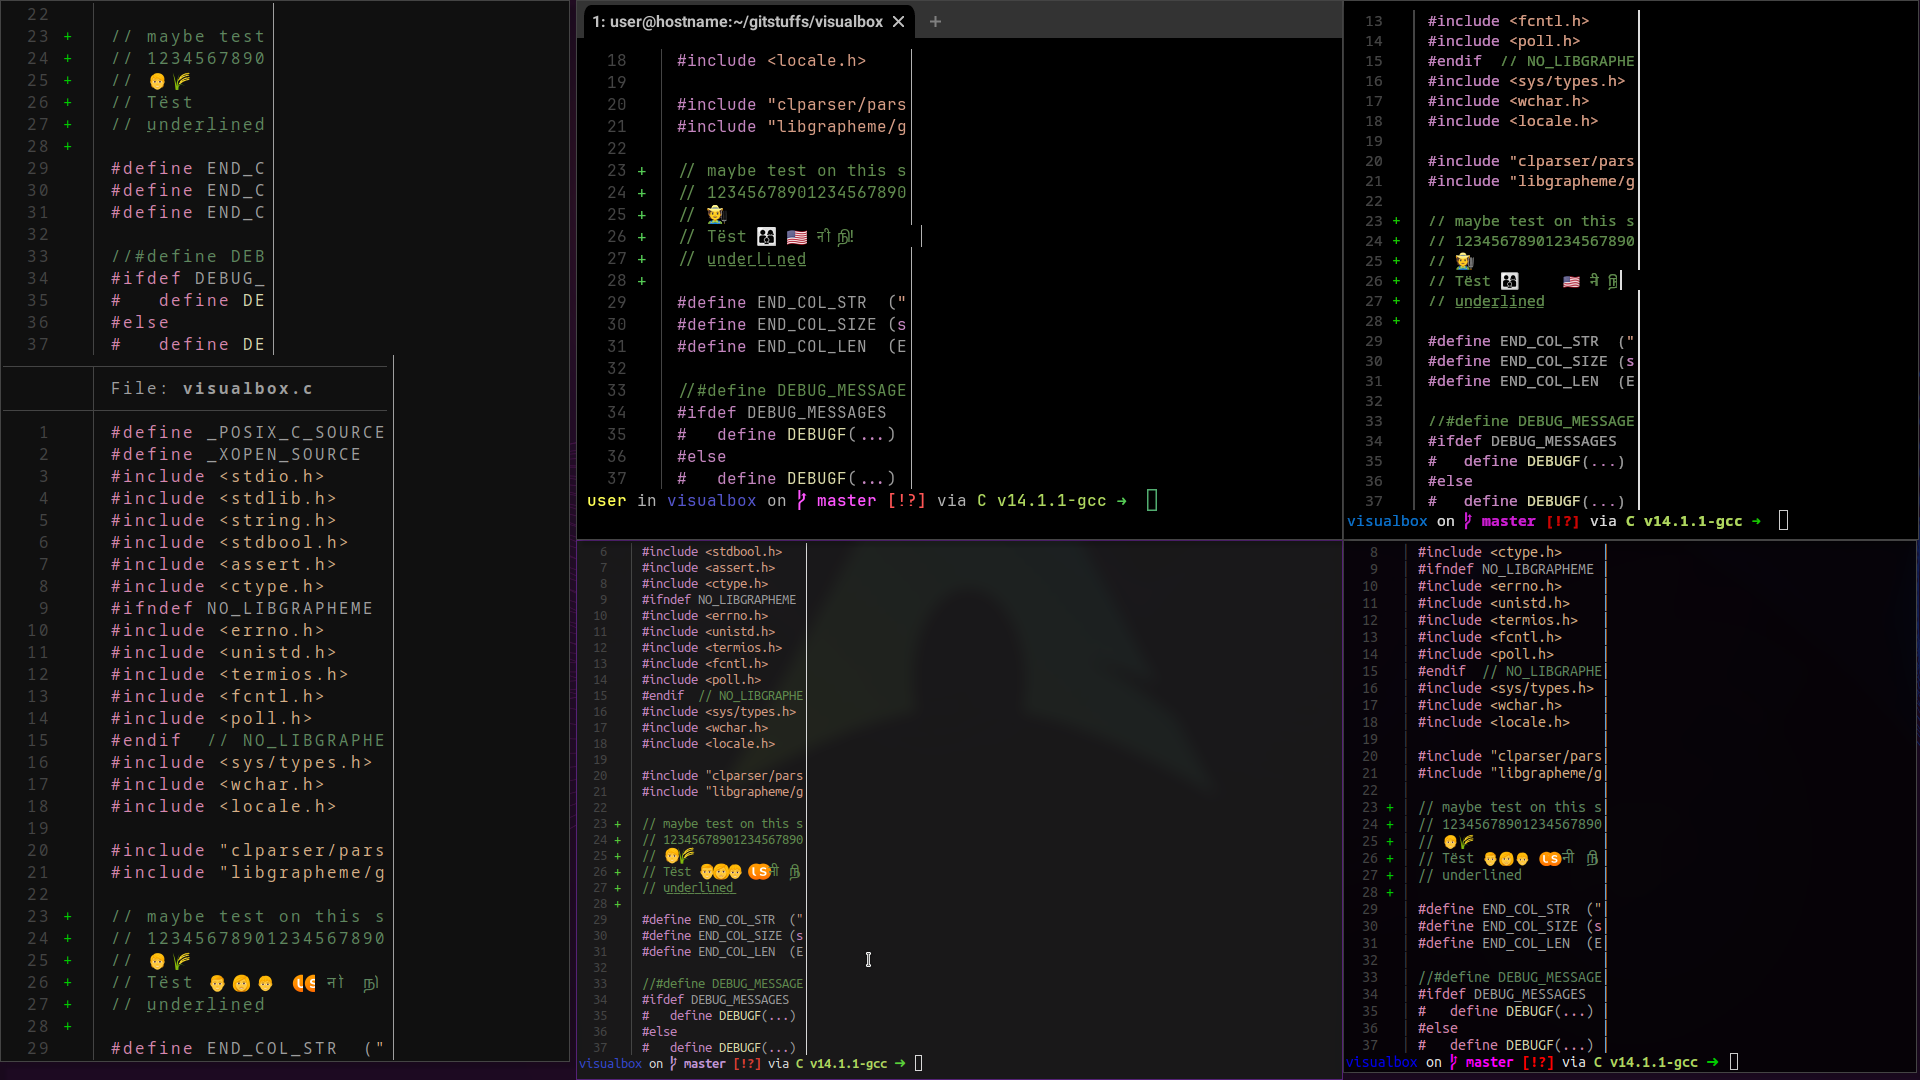 22
23 + // maybe test
24 + // 1234567890
25 + // 👨🌾
26 + // Tëst
27 + // underlined
28 +
29 #define END_C
30 #define END_C
31 #define END_C
32
33 //#define DEB
34 #ifdef DEBUG_
35 #   define DE
36 #else
37 #   define DE
File: visualbox.c
1 #define _POSIX_C_SOURCE
2 #define _XOPEN_SOURCE
3 #include <stdio.h>
4 #include <stdlib.h>
5 #include <string.h>
6 #include <stdbool.h>
7 #include <assert.h>
8 #include <ctype.h>
9 #ifndef NO_LIBGRAPHEME
10 #include <errno.h>
11 #include <unistd.h>
12 #include <termios.h>
13 #include <fcntl.h>
14 #include <poll.h>
15 #endif  // NO_LIBGRAPHE
16 #include <sys/types.h>
17 #include <wchar.h>
18 #include <locale.h>
19
20 #include "clparser/pars
21 #include "libgrapheme/g
22
23 + // maybe test on this s
24 + // 12345678901234567890
25 + // 👨🌾
26 + // Tëst 👨👩👦 🇺🇸 नी நி
27 + // underlined
28 +
29 #define END_COL_STR  ("
1: user@hostname:~/gitstuffs/visualbox × +
18 #include <locale.h>
19
20 #include "clparser/pars
21 #include "libgrapheme/g
22
23 + // maybe test on this s
24 + // 12345678901234567890
25 + // 👨‍🌾
26 + // Tëst 👨‍👩‍👦 🇺🇸 नी நி!
27 + // underlined
28 +
29 #define END_COL_STR  ("
30 #define END_COL_SIZE (s
31 #define END_COL_LEN  (E
32
33 //#define DEBUG_MESSAGE
34 #ifdef DEBUG_MESSAGES
35 #   define DEBUGF(...)
36 #else
37 #   define DEBUGF(...)
user in visualbox on master [!?] via C v14.1.1-gcc ➜
13 #include <fcntl.h>
14 #include <poll.h>
15 #endif  // NO_LIBGRAPHE
16 #include <sys/types.h>
17 #include <wchar.h>
18 #include <locale.h>
19
20 #include "clparser/pars
21 #include "libgrapheme/g
22
23 + // maybe test on this s
24 + // 12345678901234567890
25 + // 👨‍🌾
26 + // Tëst 👨‍👩‍👦 🇺🇸 नी நி
27 + // underlined
28 +
29 #define END_COL_STR  ("
30 #define END_COL_SIZE (s
31 #define END_COL_LEN  (E
32
33 //#define DEBUG_MESSAGE
34 #ifdef DEBUG_MESSAGES
35 #   define DEBUGF(...)
36 #else
37 #   define DEBUGF(...)
visualbox on master [!?] via C v14.1.1-gcc ➜
6 #include <stdbool.h>
7 #include <assert.h>
8 #include <ctype.h>
9 #ifndef NO_LIBGRAPHEME
10 #include <errno.h>
11 #include <unistd.h>
12 #include <termios.h>
13 #include <fcntl.h>
14 #include <poll.h>
15 #endif  // NO_LIBGRAPHE
16 #include <sys/types.h>
17 #include <wchar.h>
18 #include <locale.h>
19
20 #include "clparser/pars
21 #include "libgrapheme/g
22
23 + // maybe test on this s
24 + // 12345678901234567890
25 + // 👨🌾
26 + // Tëst 👨👩👦 🇺🇸नी நி
27 + // underlined
28 +
29 #define END_COL_STR  ("
30 #define END_COL_SIZE (s
31 #define END_COL_LEN  (E
32
33 //#define DEBUG_MESSAGE
34 #ifdef DEBUG_MESSAGES
35 #   define DEBUGF(...)
36 #else
37 #   define DEBUGF(...)
visualbox on master [!?] via C v14.1.1-gcc ➜
8 #include <ctype.h>
9 #ifndef NO_LIBGRAPHEME
10 #include <errno.h>
11 #include <unistd.h>
12 #include <termios.h>
13 #include <fcntl.h>
14 #include <poll.h>
15 #endif  // NO_LIBGRAPHE
16 #include <sys/types.h>
17 #include <wchar.h>
18 #include <locale.h>
19
20 #include "clparser/pars
21 #include "libgrapheme/g
22
23 + // maybe test on this s
24 + // 12345678901234567890
25 + // 👨🌾
26 + // Tëst 👨👩👦 🇺🇸नी நி
27 + // underlined
28 +
29 #define END_COL_STR  ("
30 #define END_COL_SIZE (s
31 #define END_COL_LEN  (E
32
33 //#define DEBUG_MESSAGE
34 #ifdef DEBUG_MESSAGES
35 #   define DEBUGF(...)
36 #else
37 #   define DEBUGF(...)
visualbox on master [!?] via C v14.1.1-gcc ➜